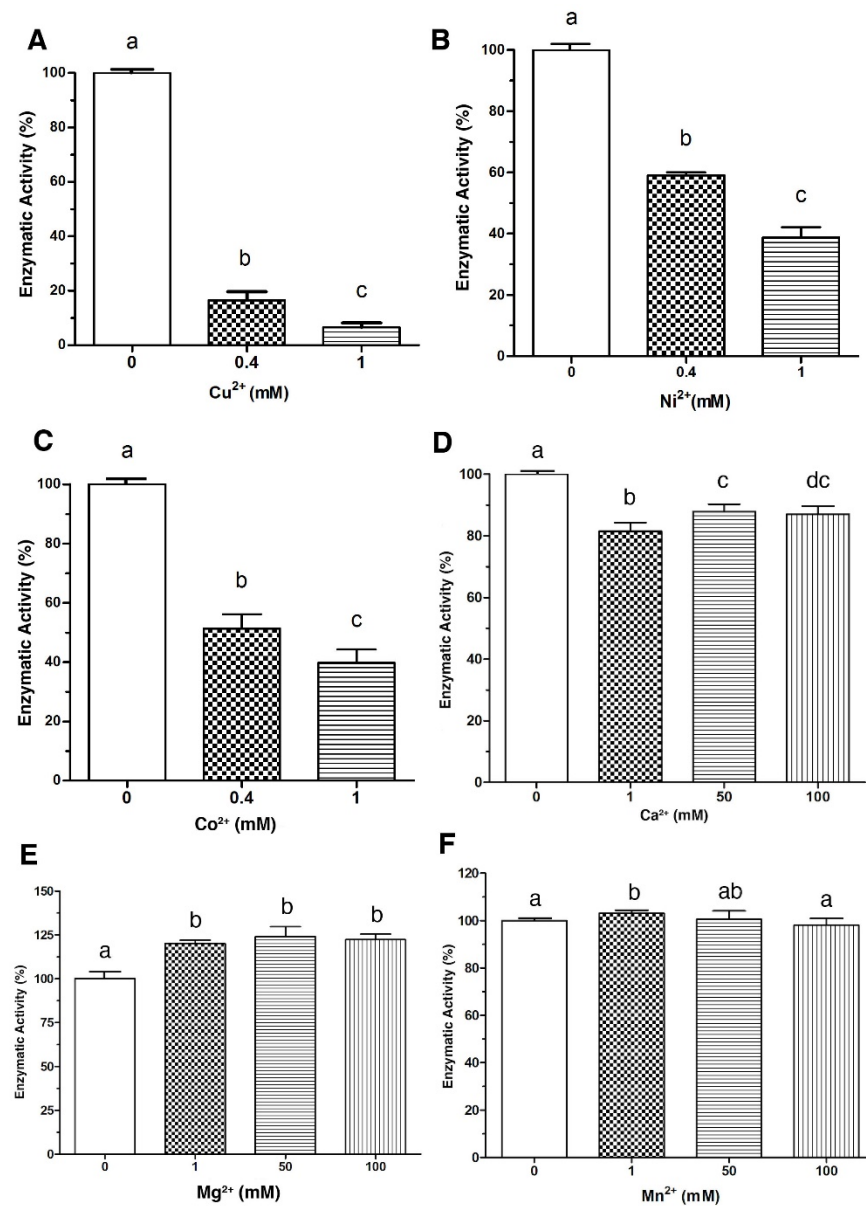 A
a
Enzymatic Activity (%)
100
80
60
40
20
0
b
c
0 0.4 1
Cu²⁺ (mM)
B
a
Enzymatic Activity (%)
100
80
60
40
20
0
b
c
0 0.4 1
Ni²⁺(mM)
C
a
Enzymatic Activity (%)
100
80
60
40
20
0
b
c
0 0.4 1
Co²⁺ (mM)
D
a
b
c
dc
Enzymatic Activity (%)
100
80
60
40
20
0
0 1 50 100
Ca²⁺ (mM)
E
Enzymatic Activity (%)
150
125
100
75
50
25
0
a
b
b
b
0 1 50 100
Mg²⁺ (mM)
F
Enzymatic Activity (%)
120
100
80
60
40
20
0
a
b
ab
a
0 1 50 100
Mn²⁺ (mM)